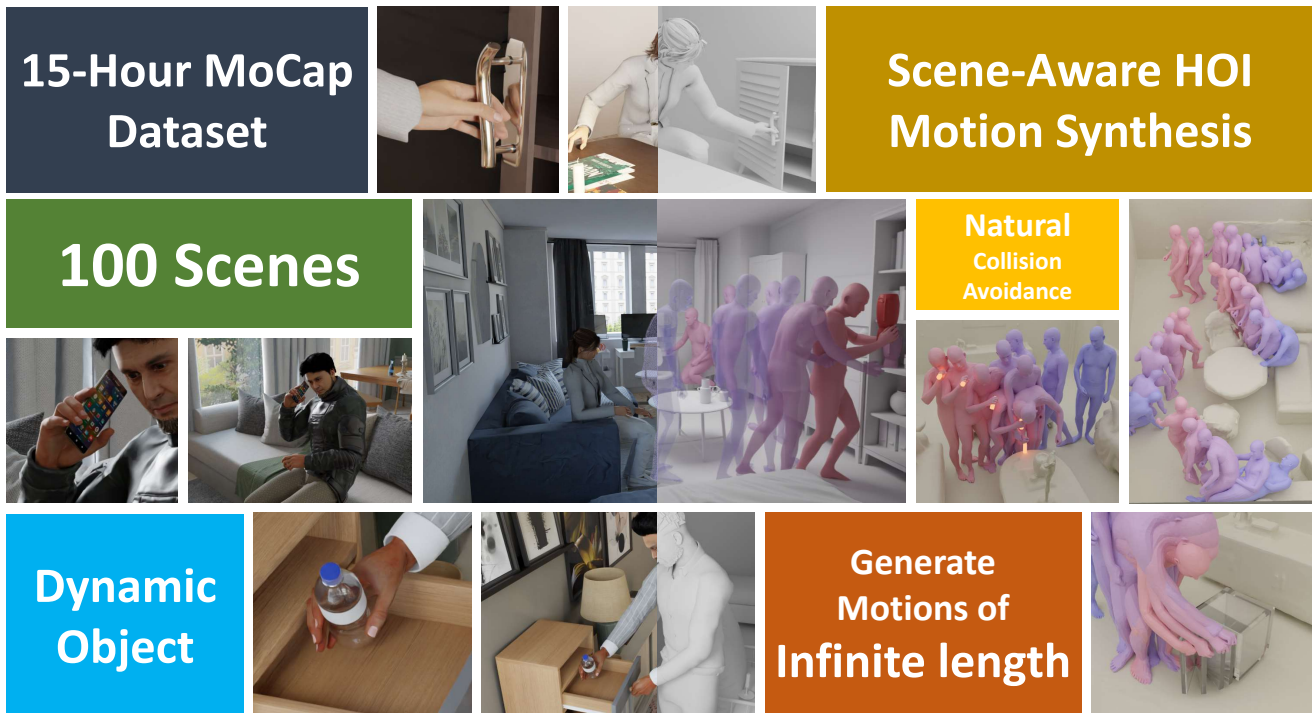 15-Hour MoCap
Dataset
Scene-Aware HOI
Motion Synthesis
100 Scenes
Natural
Collision
Avoidance
Dynamic
Object
Generate
Motions of
Infinite length